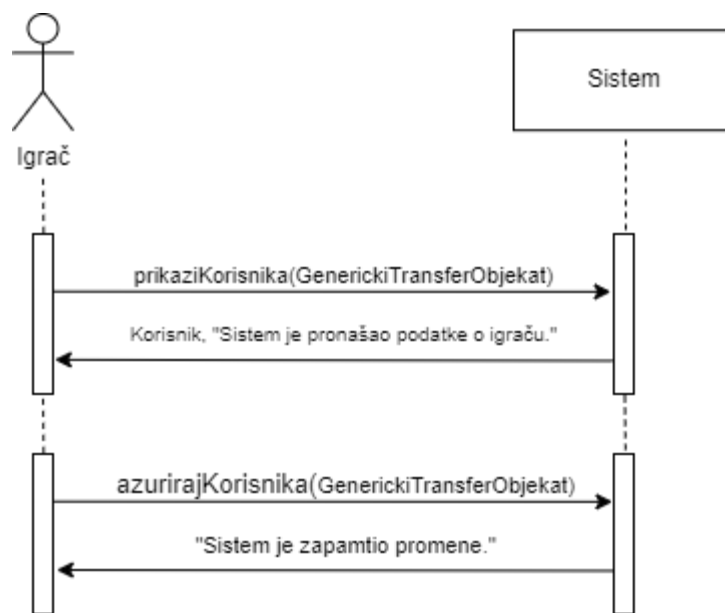 Sistem
Igrač
prikaziKorisnika(GenerickiTransferObjekat)
Korisnik, "Sistem je pronašao podatke o igraču."
azurirajKorisnika(GenerickiTransferObjekat)
"Sistem je zapamtio promene."